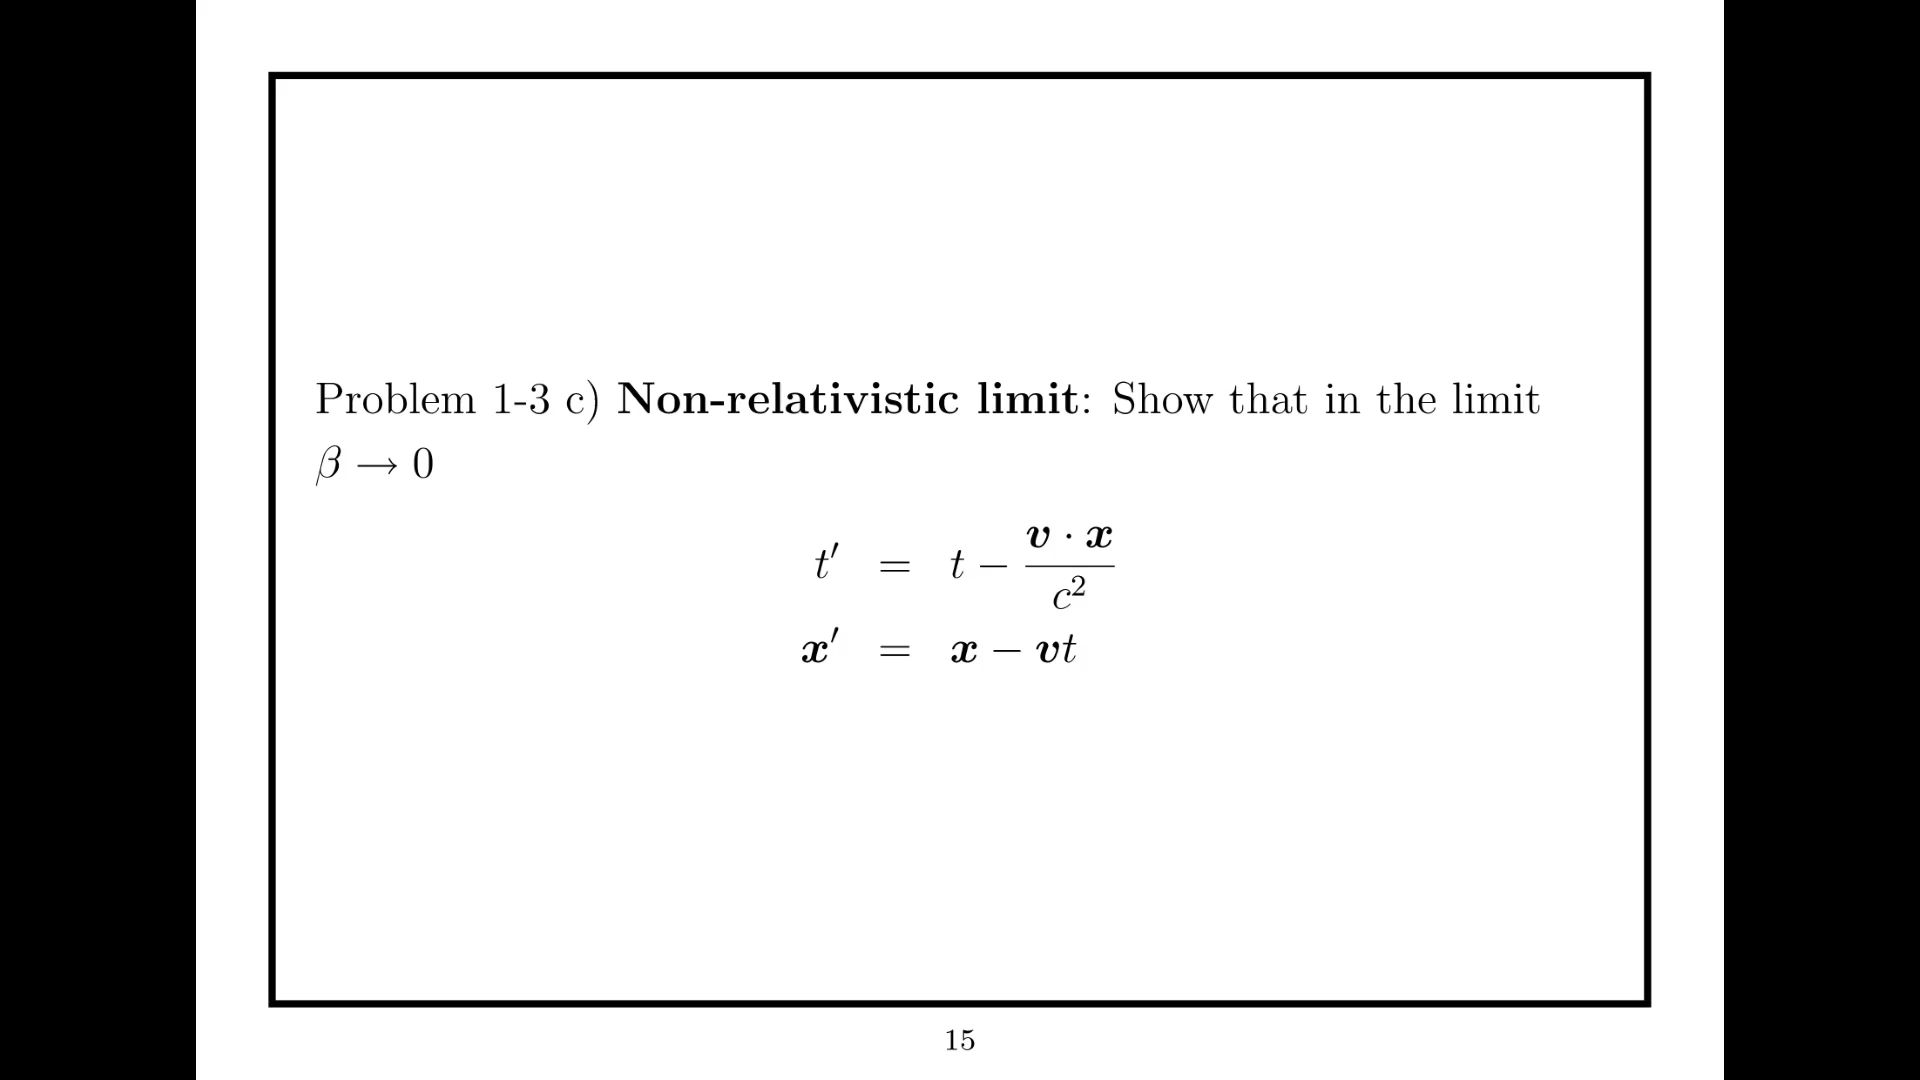 Problem 1-3 c) Non-relativistic limit: Show that in the limit
β → 0
t′ = t − v · x / c²
x′ = x − vt
15